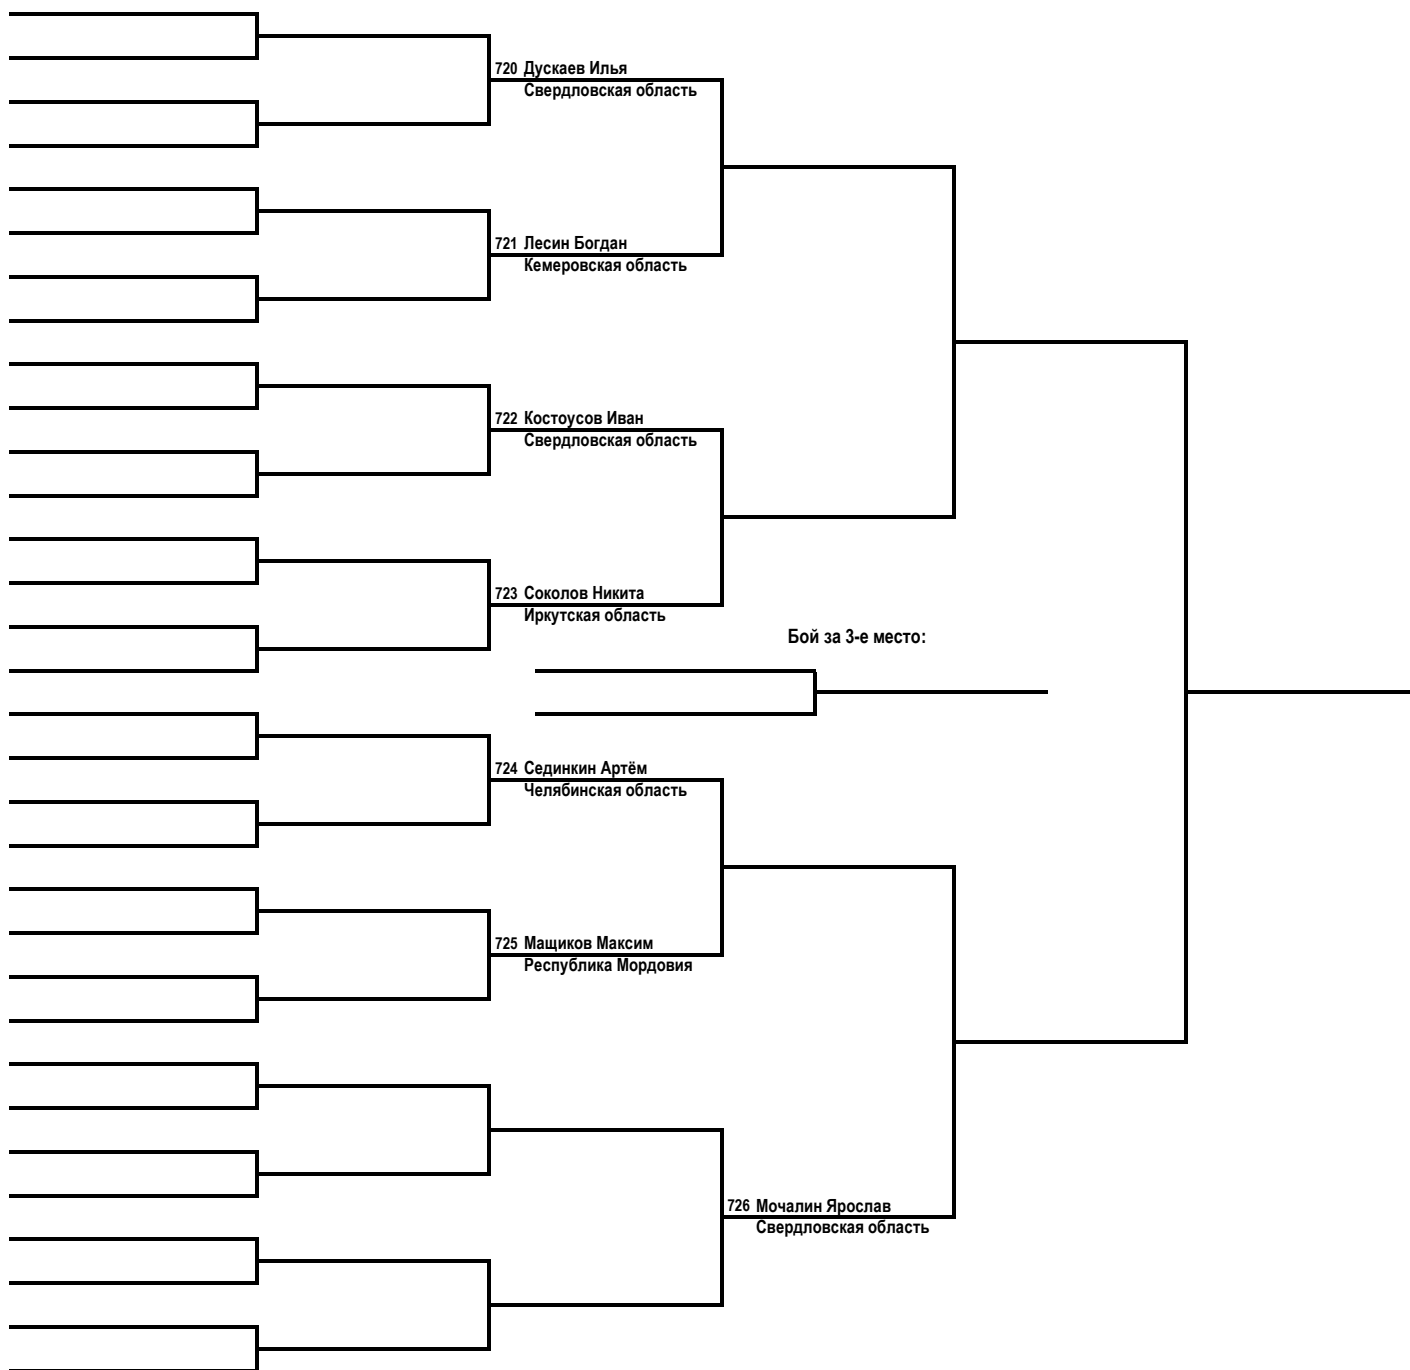 720 Дускаев Илья
Свердловская область
721 Лесин Богдан
Кемеровская область
722 Костоусов Иван
Свердловская область
723 Соколов Никита
Иркутская область
Бой за 3-е место:
724 Сединкин Артём
Челябинская область
725 Мащиков Максим
Республика Мордовия
726 Мочалин Ярослав
Свердловская область